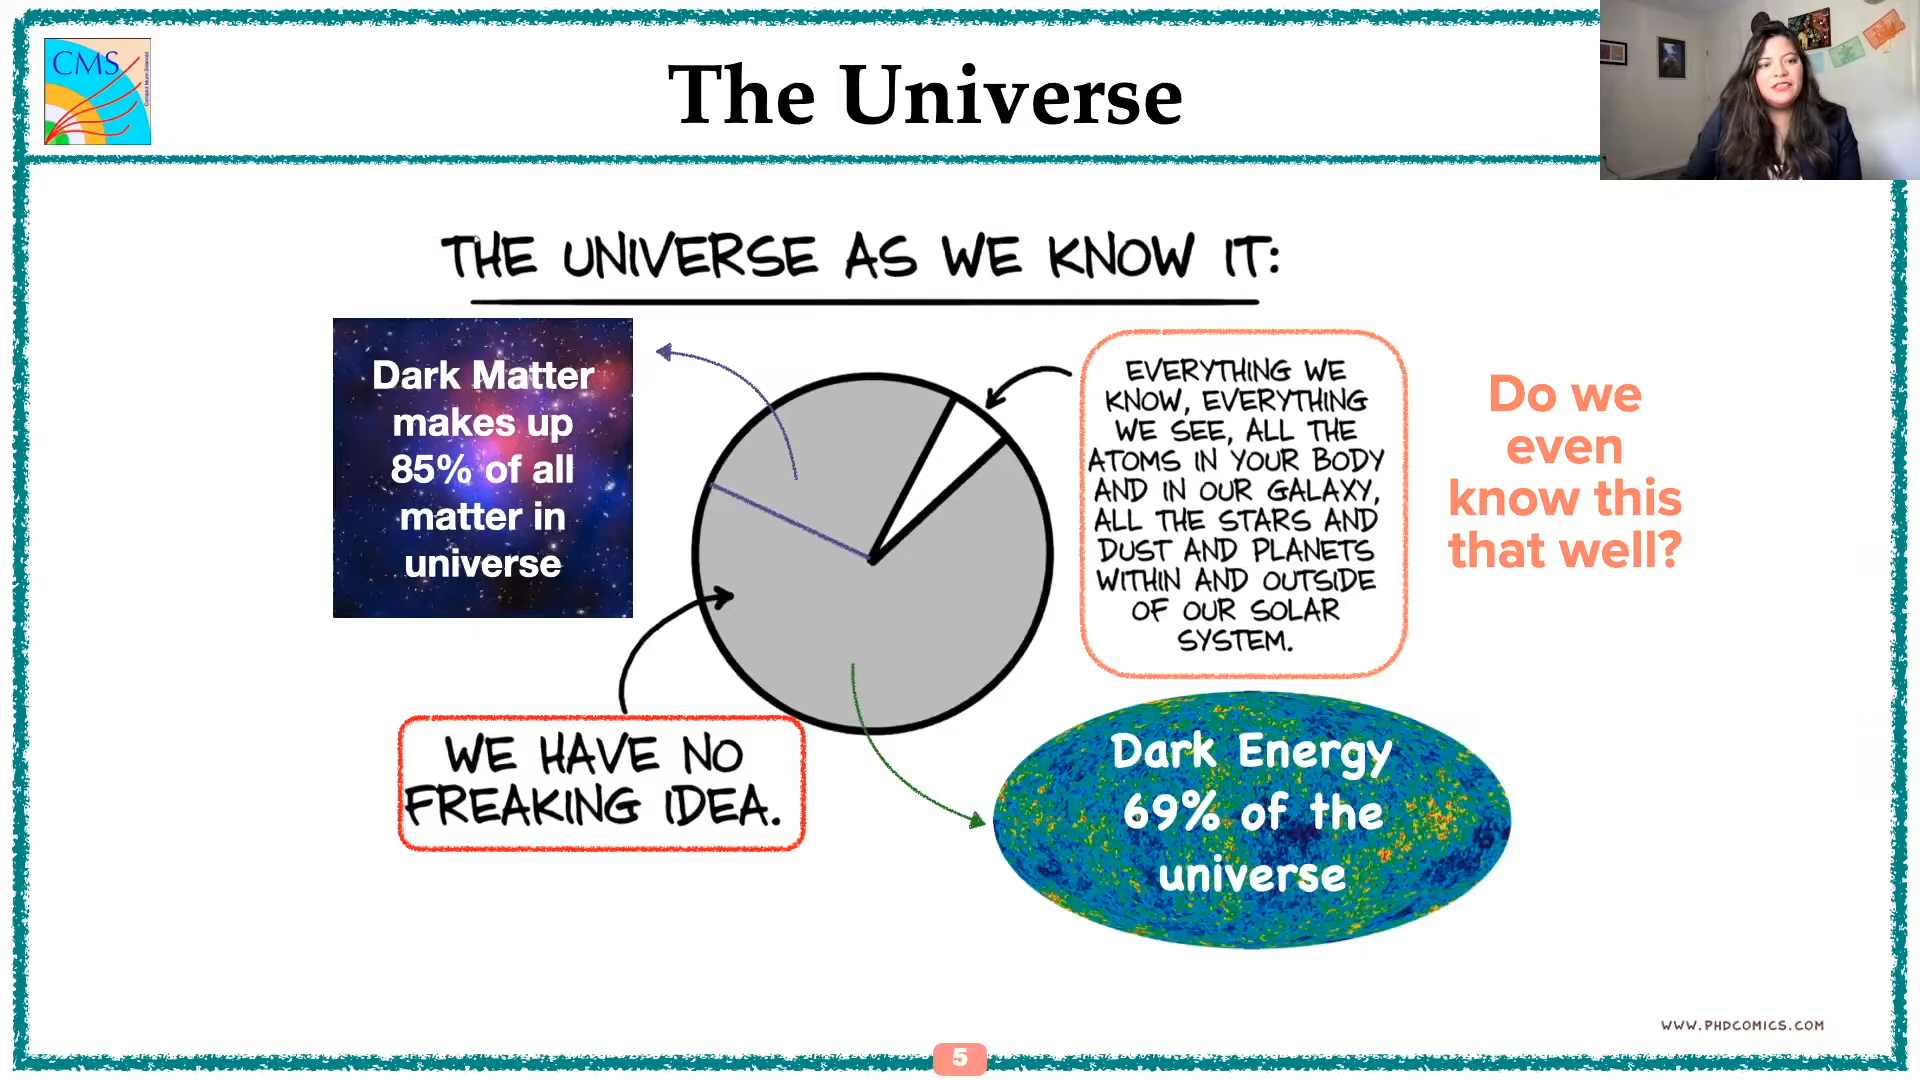 CMS
The Universe
THE UNIVERSE AS WE KNOW IT:
Dark Matter
makes up
85% of all
matter in
universe
EVERYTHING WE
KNOW, EVERYTHING
WE SEE, ALL THE
ATOMS IN YOUR BODY
AND IN OUR GALAXY,
ALL THE STARS AND
DUST AND PLANETS
WITHIN AND OUTSIDE
OF OUR SOLAR
SYSTEM.
Do we
even
know this
that well?
WE HAVE NO
FREAKING IDEA.
Dark Energy
69% of the
universe
WWW.PHDCOMICS.COM
5